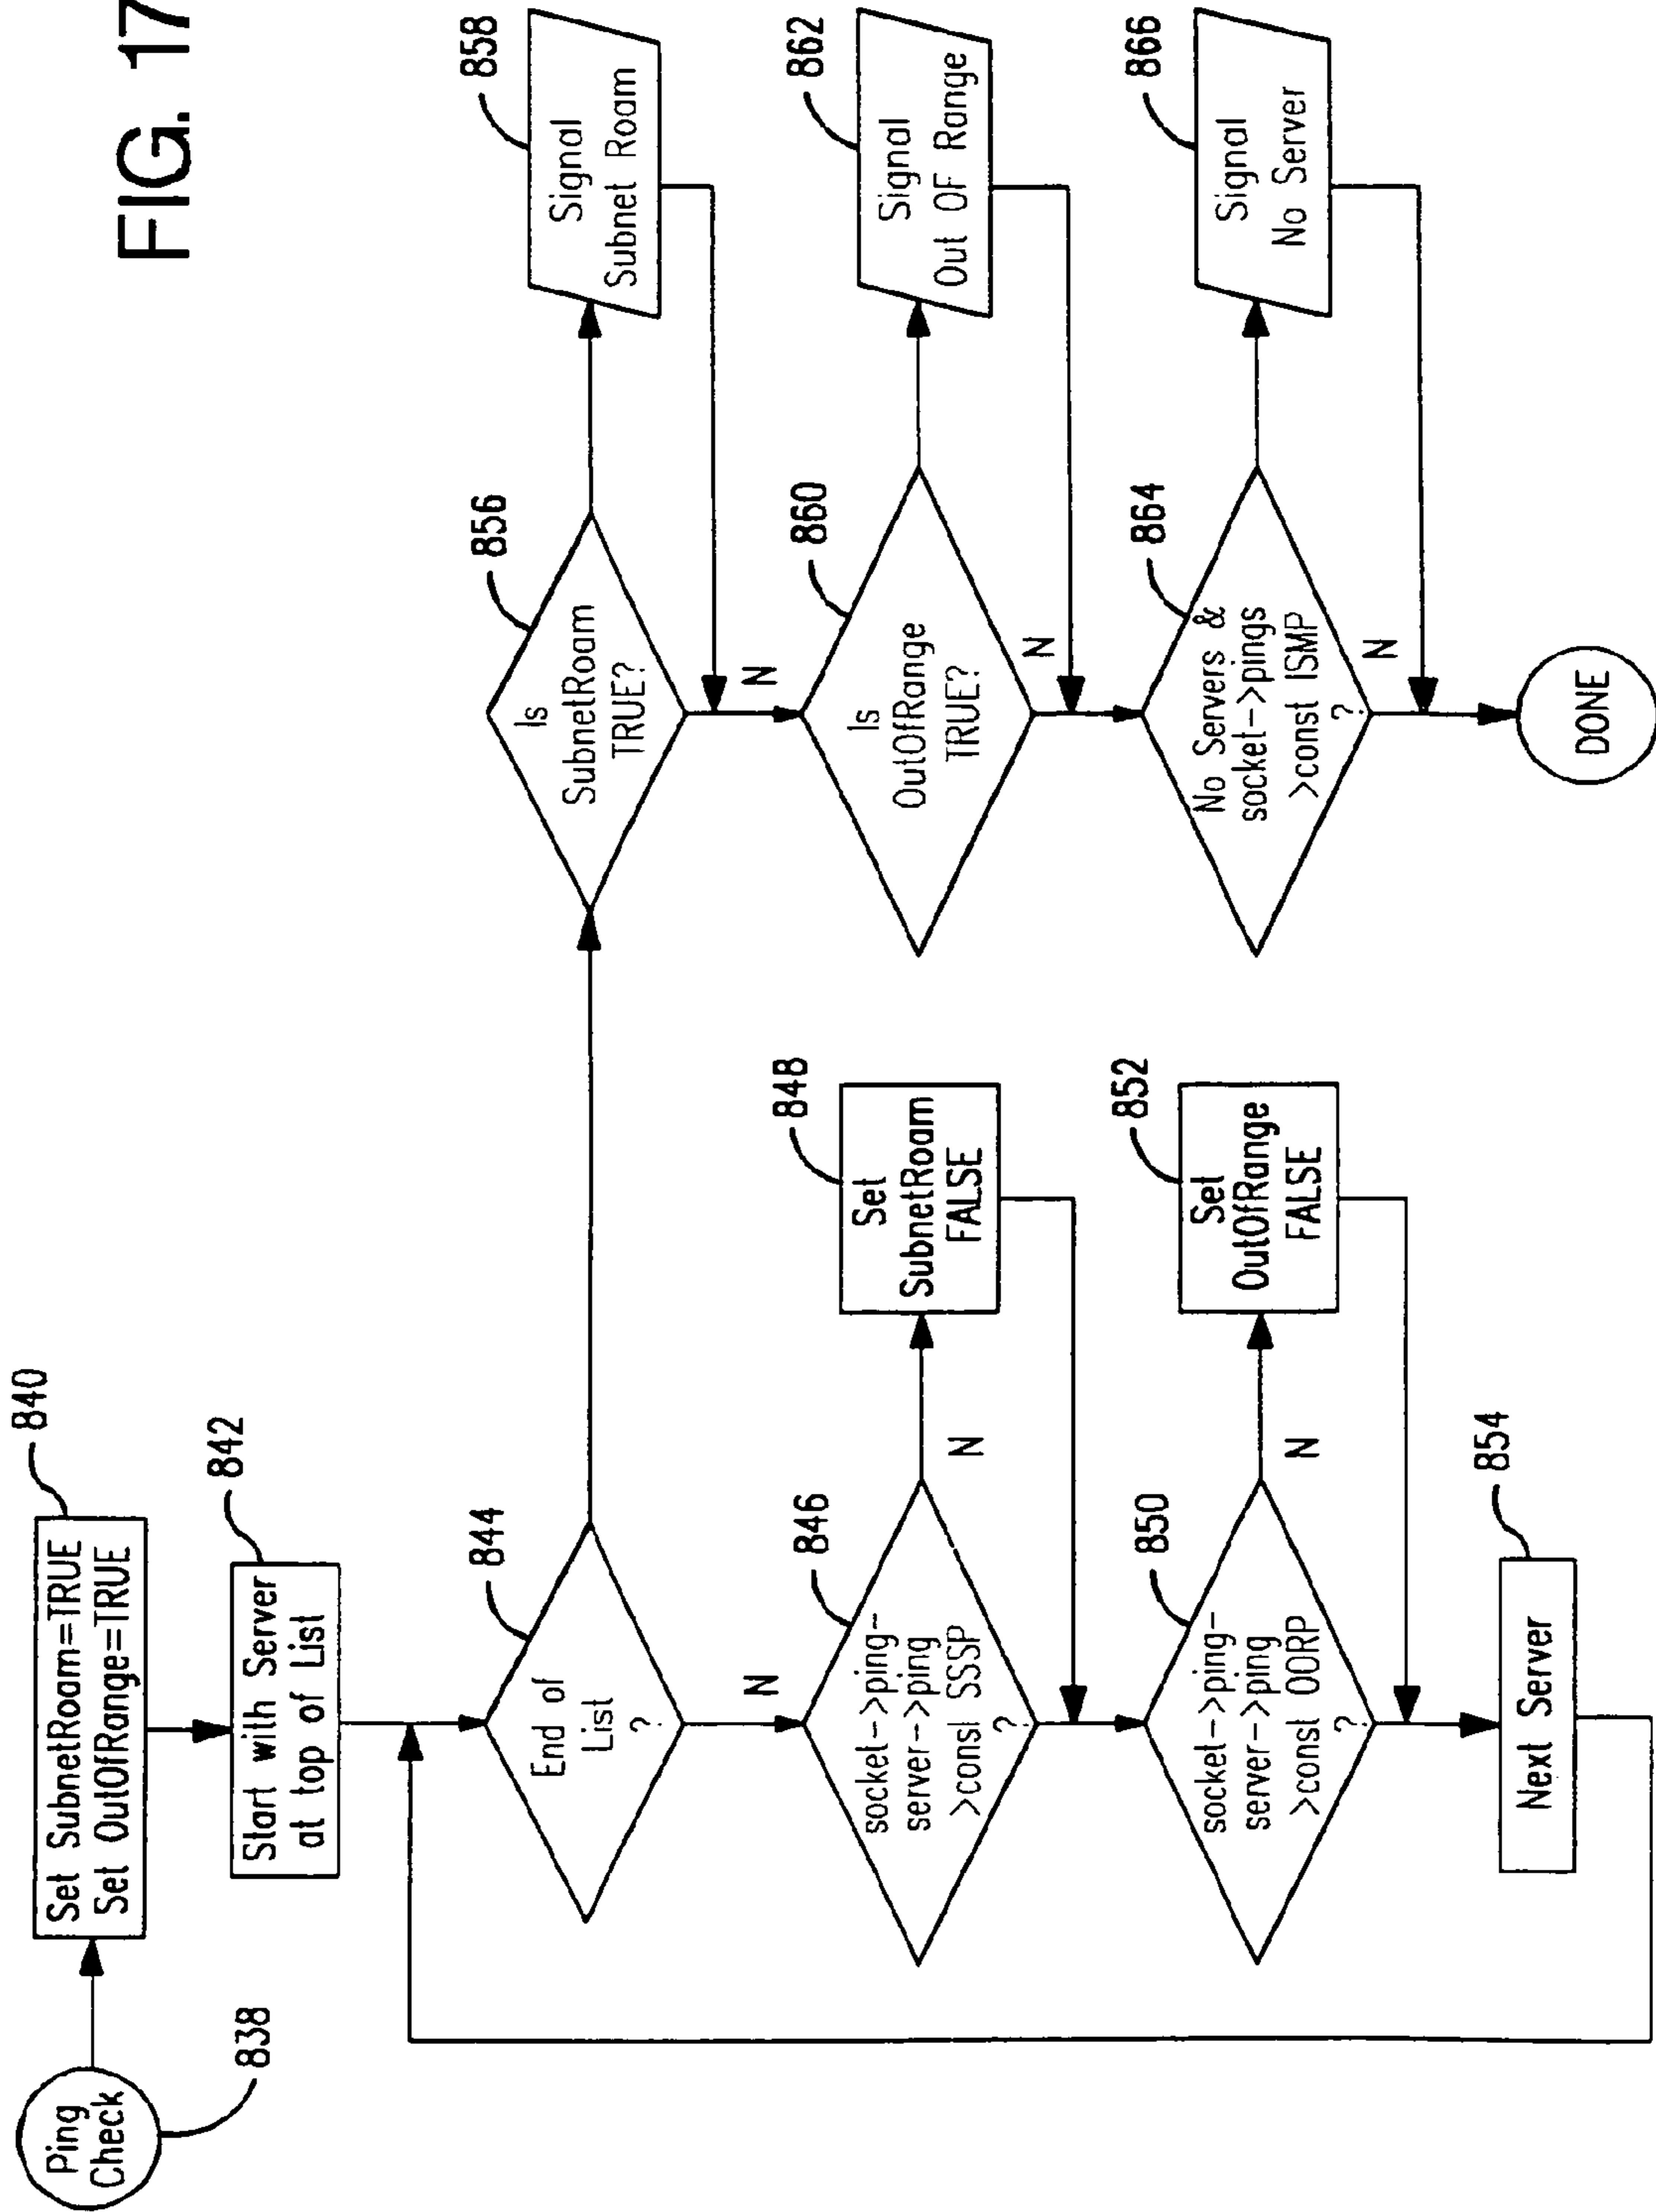 FIG. 17
Ping
Check
838
Set SubnetRoam=TRUE
Set OutOfRange=TRUE
840
Start with Server
at top of List
842
End of
List
?
844
N
socket->ping-
server->ping
>const SSSP
?
846
N
Set
SubnetRoam
FALSE
848
socket->ping-
server->ping
>const OORP
?
850
N
Set
OutOfRange
FALSE
852
Next Server
854
Is
SubnetRoam
TRUE?
856
N
Signal
Subnet Roam
858
Is
OutOfRange
TRUE?
860
N
Signal
Out OF Range
862
No Servers &
socket->pings
>const ISMP
?
864
N
Signal
No Server
866
DONE